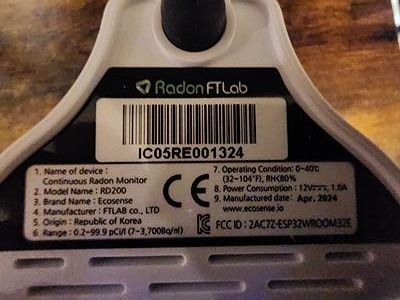 Radon FTLab
IC05RE001324
1. Name of device :
Continuous Radon Monitor
2. Model Name : RD200
3. Brand Name : Ecosense
4. Manufacturer : FTLAB co., LTD
5. Origin : Republic of Korea
6. Range : 0.2~99.9 pCi/l (7~3,700Bq/㎥)
CE
7. Operating Condition: 0~40℃
(32~104℉), RH<80%
8. Power Consumption : 12V⎓, 1.0A
9. Manufactured date : Apr. 2024
www.ecosense.io
FCC ID : 2AC7Z-ESP32WROOM32E